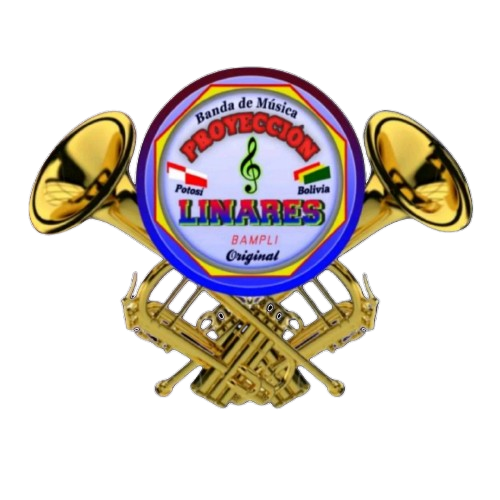 Banda de Música
PROYECCIÓN
Potosí
Bolivia
LINARES
BAMPLI
Original